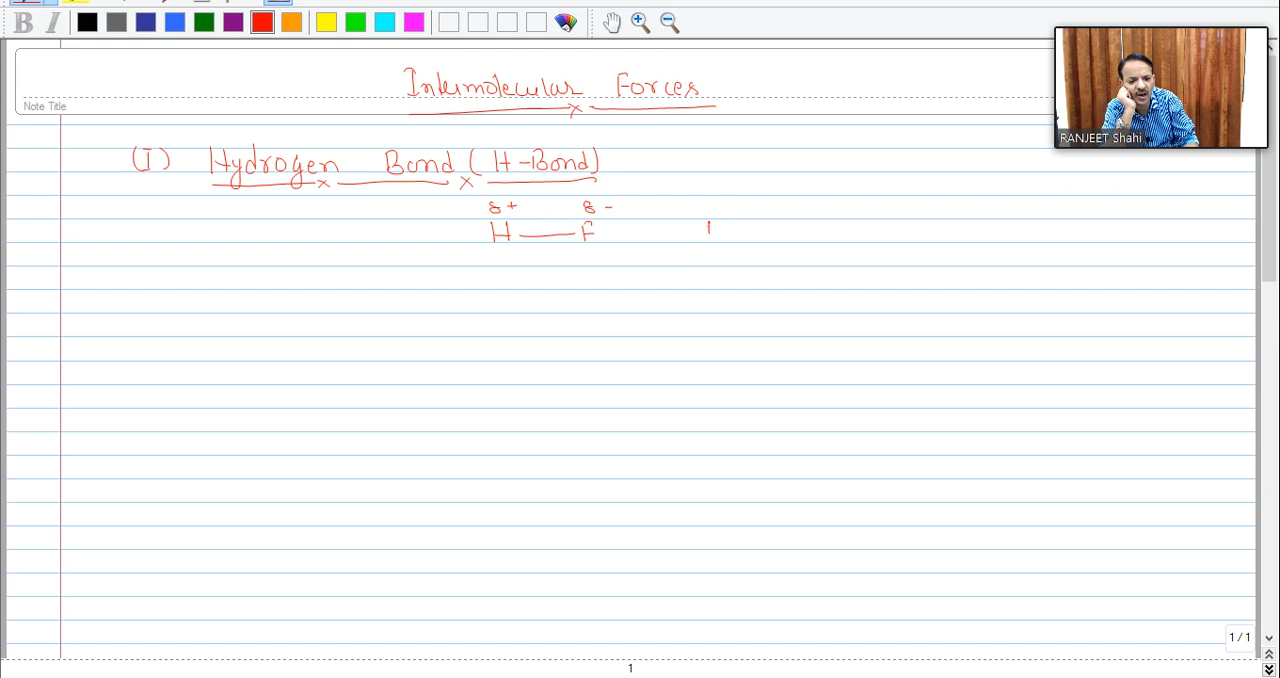 B I
Intermolecular Forces
Note Title
RANJEET Shahi
(I) Hydrogen Bond (H-Bond)
δ+ δ-
H — F
1 / 1
1